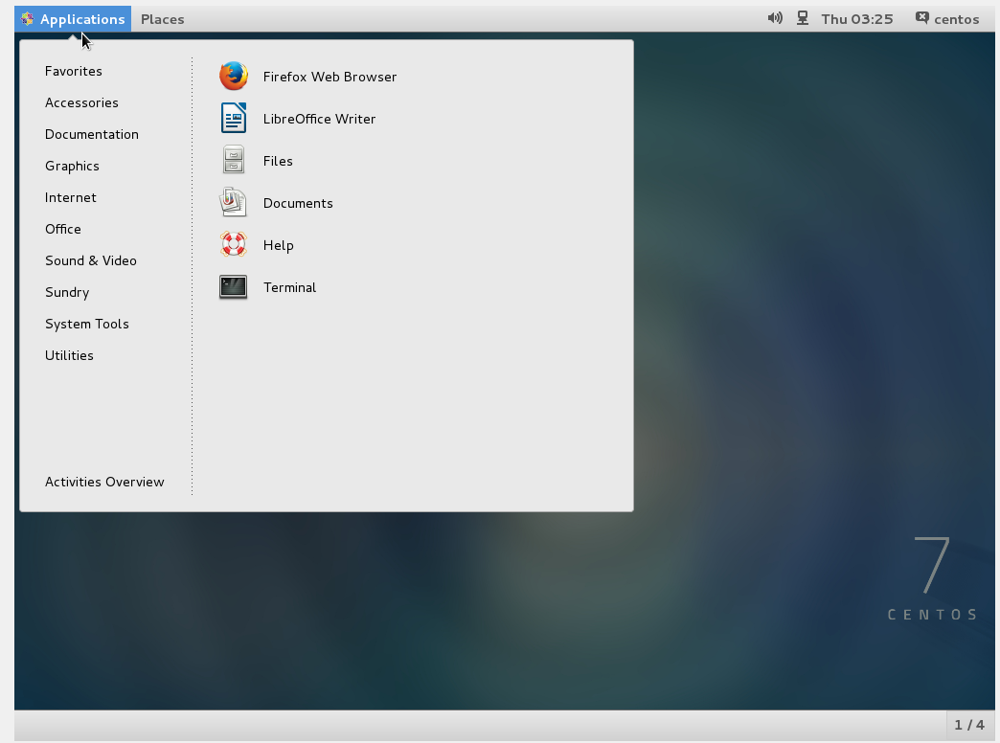 Applications Places Thu 03:25 centos
Favorites
Accessories
Documentation
Graphics
Internet
Office
Sound & Video
Sundry
System Tools
Utilities
Activities Overview
Firefox Web Browser
LibreOffice Writer
Files
Documents
Help
Terminal
7
CENTOS
1 / 4